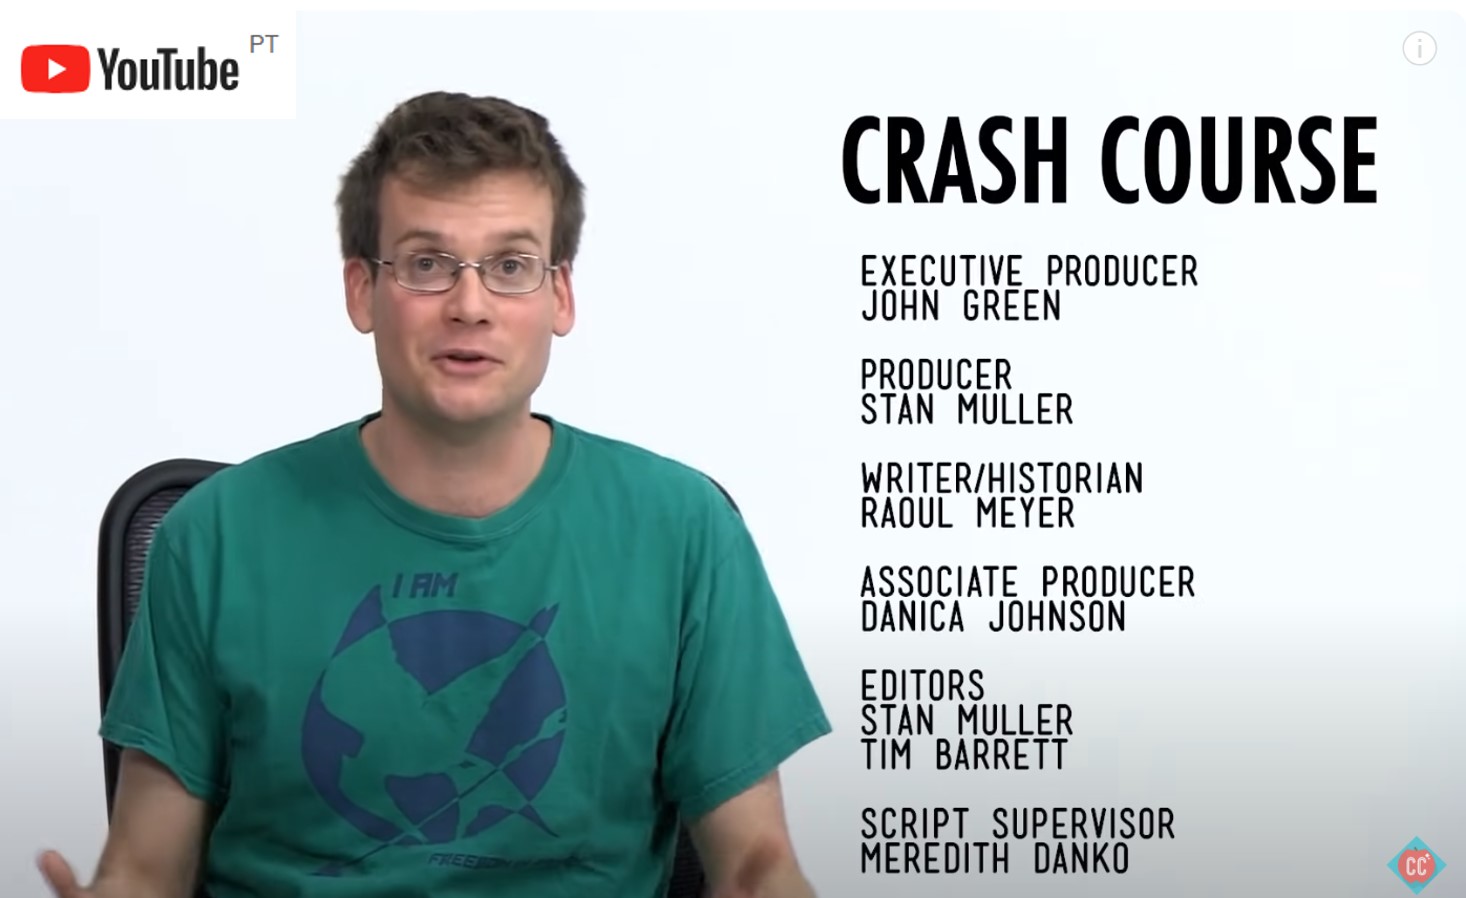 YouTube PT
CRASH COURSE
EXECUTIVE PRODUCER
JOHN GREEN
PRODUCER
STAN MULLER
WRITER/HISTORIAN
RAOUL MEYER
ASSOCIATE PRODUCER
DANICA JOHNSON
EDITORS
STAN MULLER
TIM BARRETT
SCRIPT SUPERVISOR
MEREDITH DANKO
I AM
CC